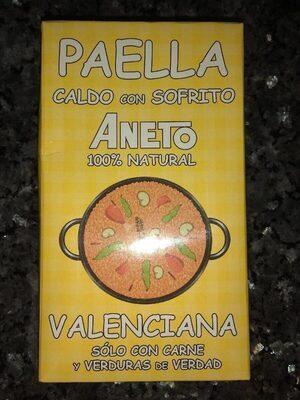 PAELLA
CALDO CON SOFRITO
ANETO
100% NATURAL
VALENCIANA
SÓLO CON CARNE
Y VERDURAS DE VERDAD